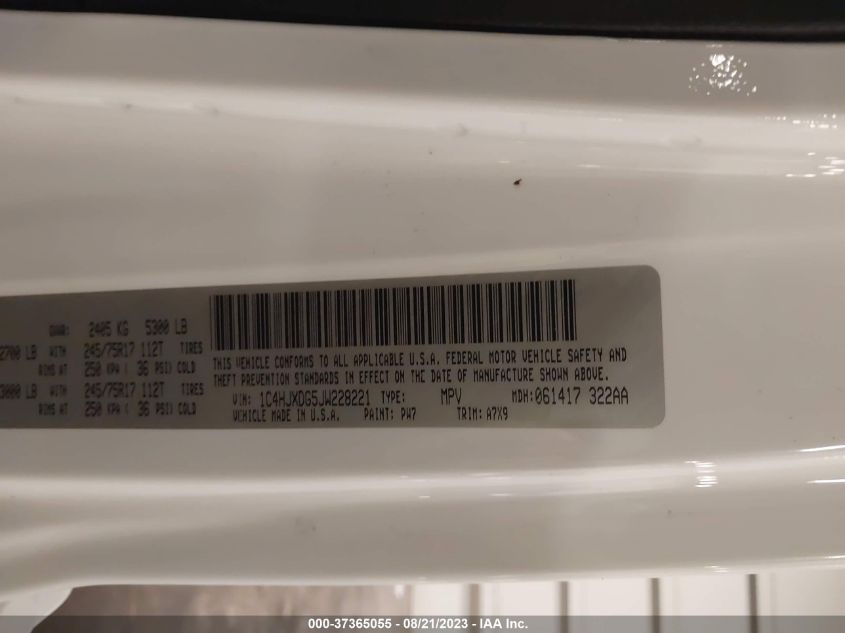 GVWR: 2405 KG 5300 LB
2700 LB WITH 245/75R17 112T TIRES
RIMS AT 250 KPA ( 36 PSI) COLD
3000 LB WITH 245/75R17 112T TIRES
RIMS AT 250 KPA ( 36 PSI) COLD
THIS VEHICLE CONFORMS TO ALL APPLICABLE U.S.A. FEDERAL MOTOR VEHICLE SAFETY AND
THEFT PREVENTION STANDARDS IN EFFECT ON THE DATE OF MANUFACTURE SHOWN ABOVE.
VIN: 1C4HJXDG5JW228221 TYPE: MPV MDH: 061417 322AA
VEHICLE MADE IN U.S.A. PAINT: PW7 TRIM: A7X9
000-37365055 - 08/21/2023 - IAA Inc.